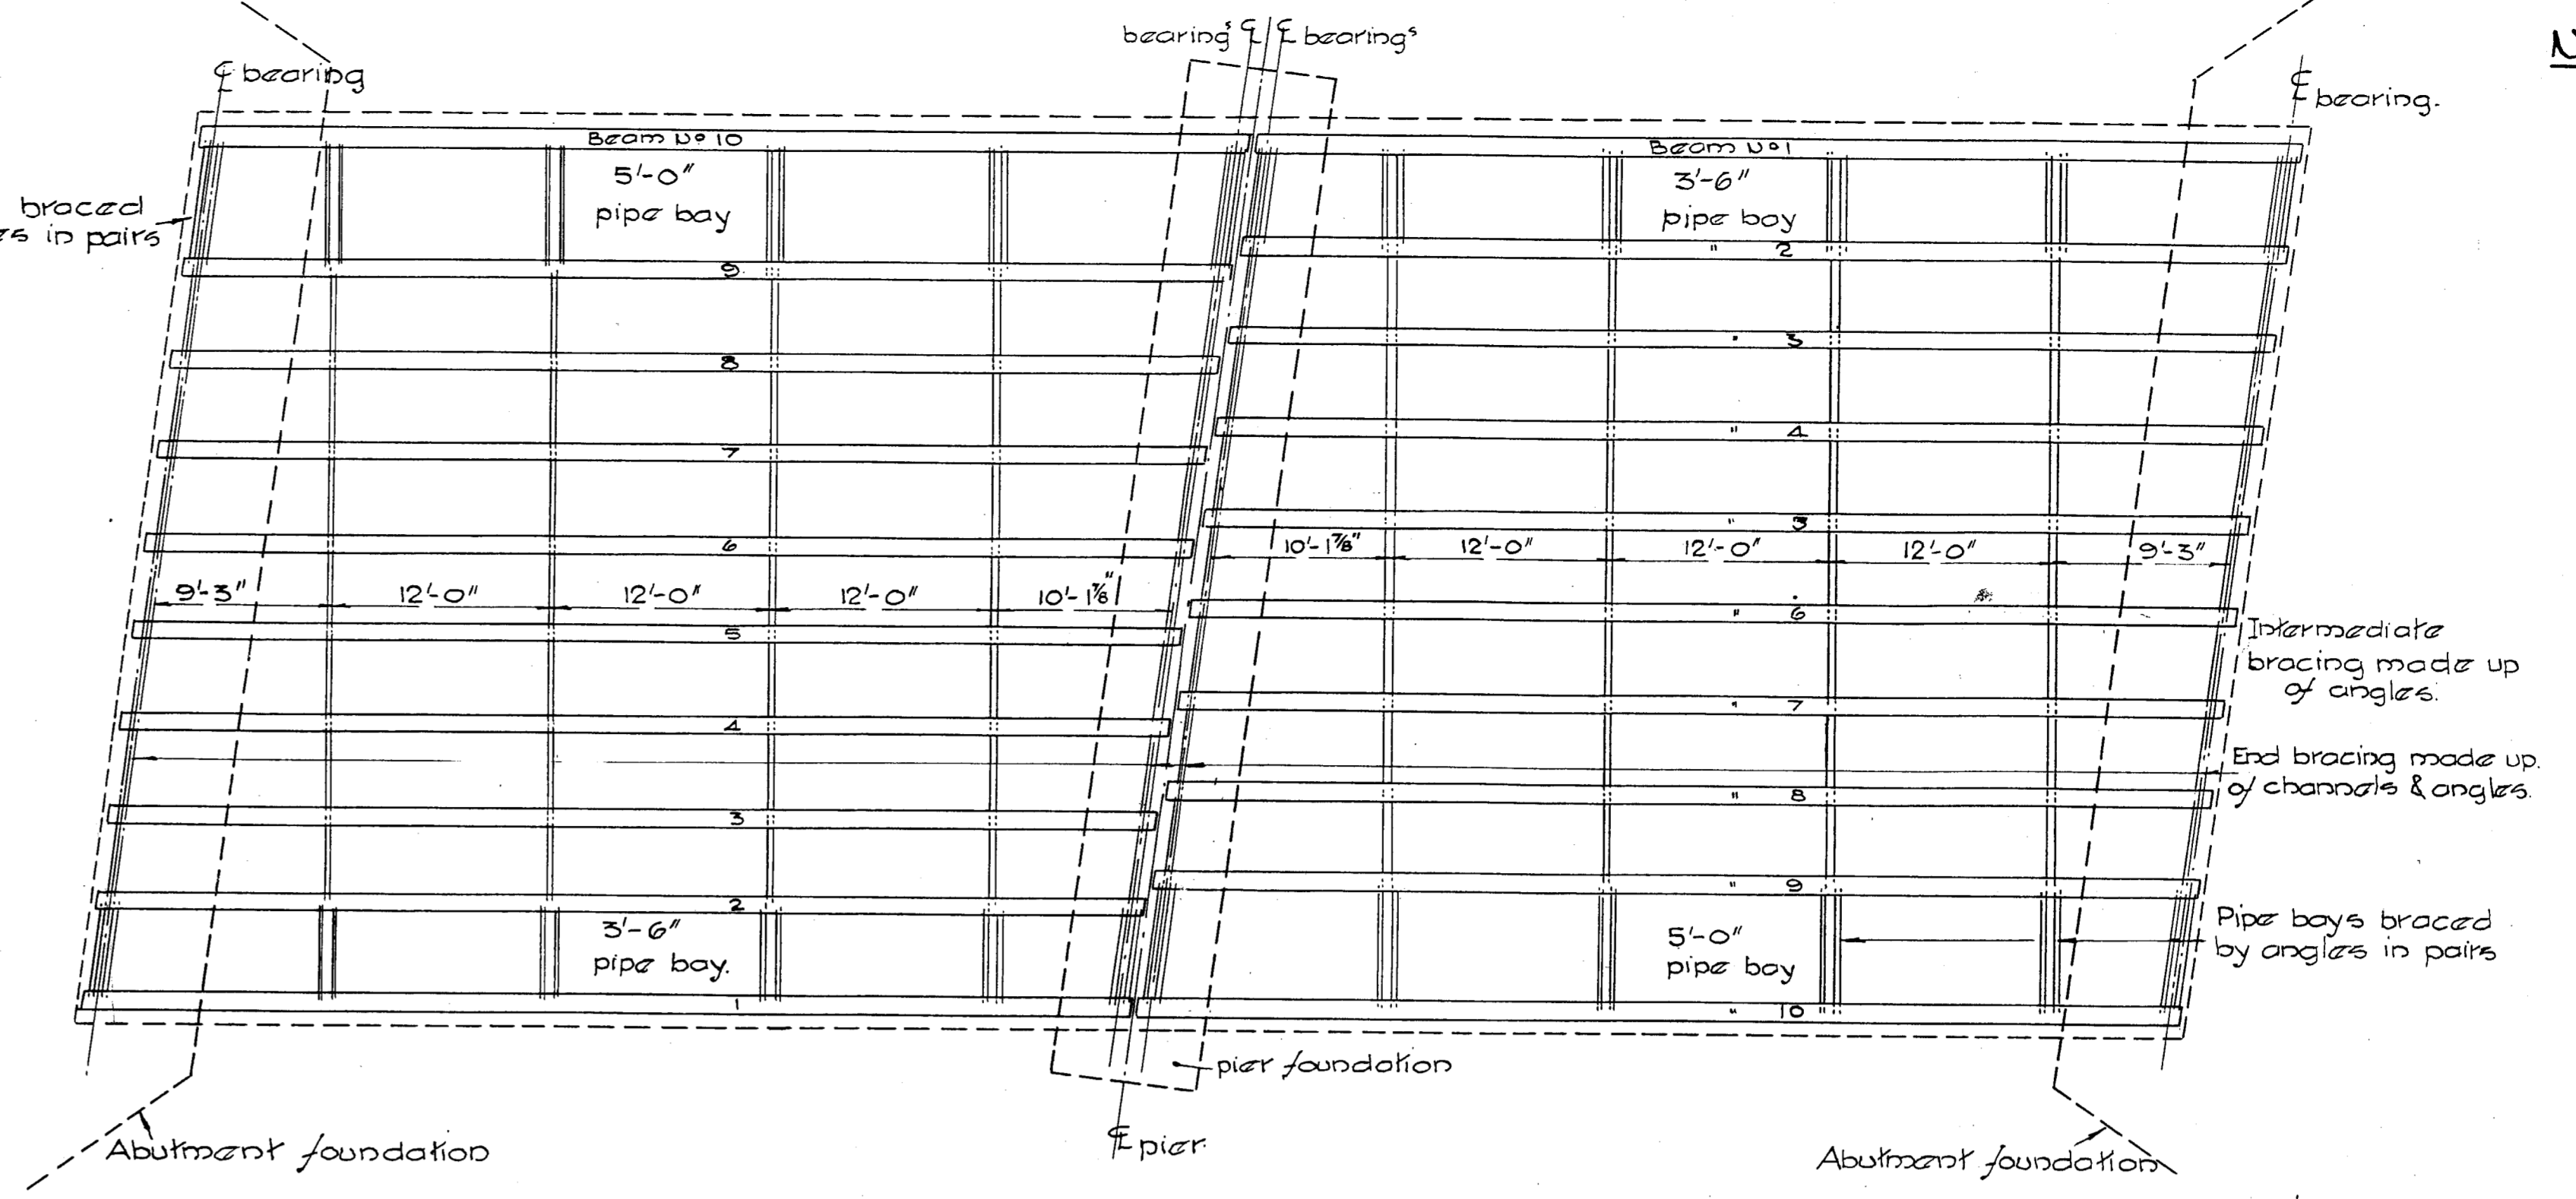 bearingˢ ℄
℄ bearingˢ
N
℄ bearing
℄ bearing.
Beam Nº 10
Beam Nº 1
5'-0"
pipe bay
3'-6"
pipe bay
braced
es in pairs
9
" 2
8
" 3
7
" 4
6
" 5
10'-1⅞" 12'-0" 12'-0" 12'-0" 9'-3"
9'-3" 12'-0" 12'-0" 12'-0" 10'-1⅞"
5
" 6
Intermediate
bracing made up
of angles.
4
" 7
End bracing made up.
of channels & angles.
3
" 8
2
" 9
3'-6"
pipe bay.
5'-0"
pipe bay
Pipe bays braced
by angles in pairs
1
" 10
pier foundation
℄ pier.
Abutment foundation
Abutment foundation